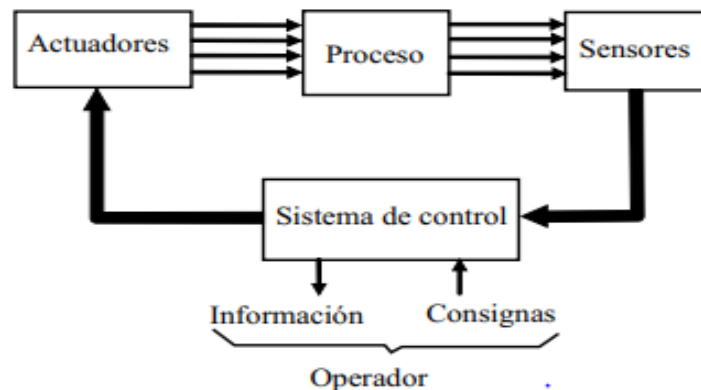 Actuadores
Proceso
Sensores
Sistema de control
Información
Consignas
Operador